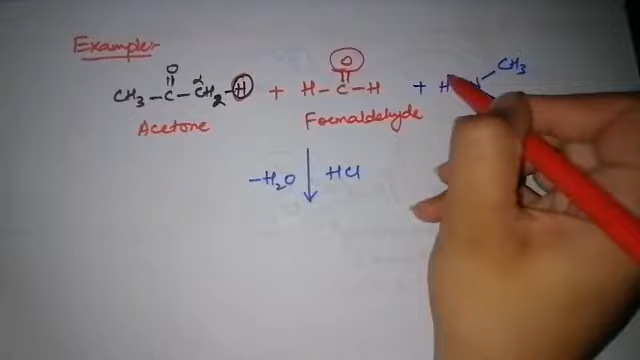 Example:-
O
CH₃ – C – CH₂ – H + H – C – H + H
α
O
CH₃
Acetone
Formaldehyde
–H₂O HCl